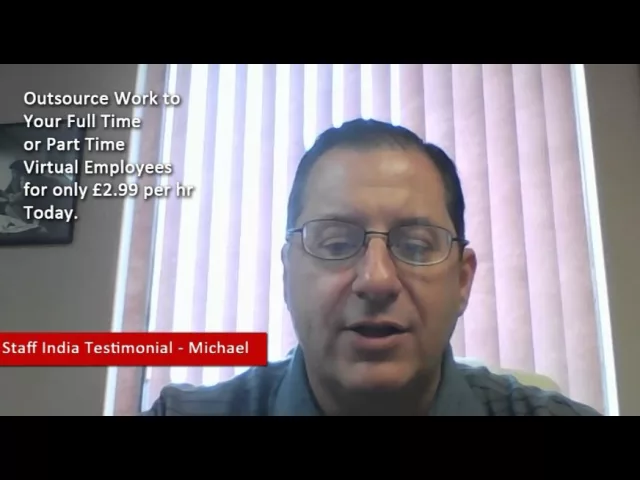 Outsource Work to
Your Full Time
or Part Time
Virtual Employees
for only £2.99 per hr
Today.
Staff India Testimonial - Michael